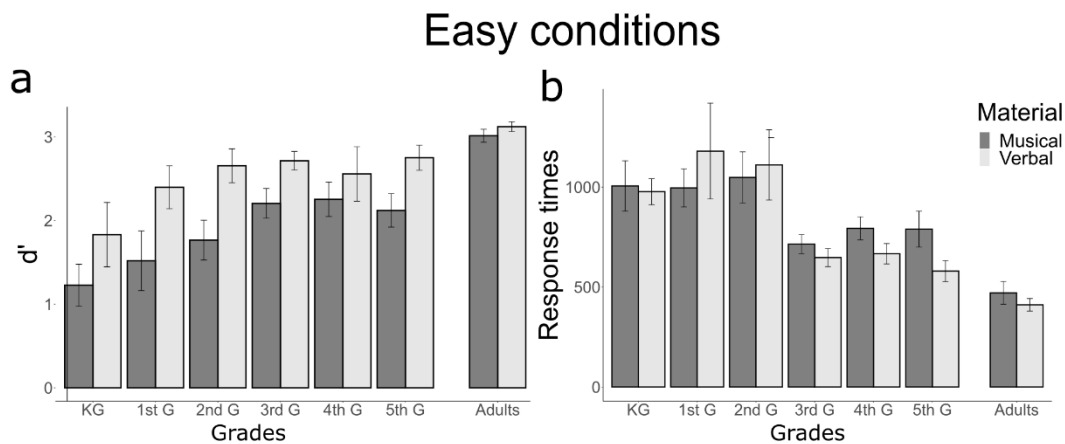 Easy conditions
a
d'
3
2
1
0
KG 1st G 2nd G 3rd G 4th G 5th G Adults
Grades
b
Response times
1000
500
0
KG 1st G 2nd G 3rd G 4th G 5th G Adults
Grades
Material
Musical
Verbal